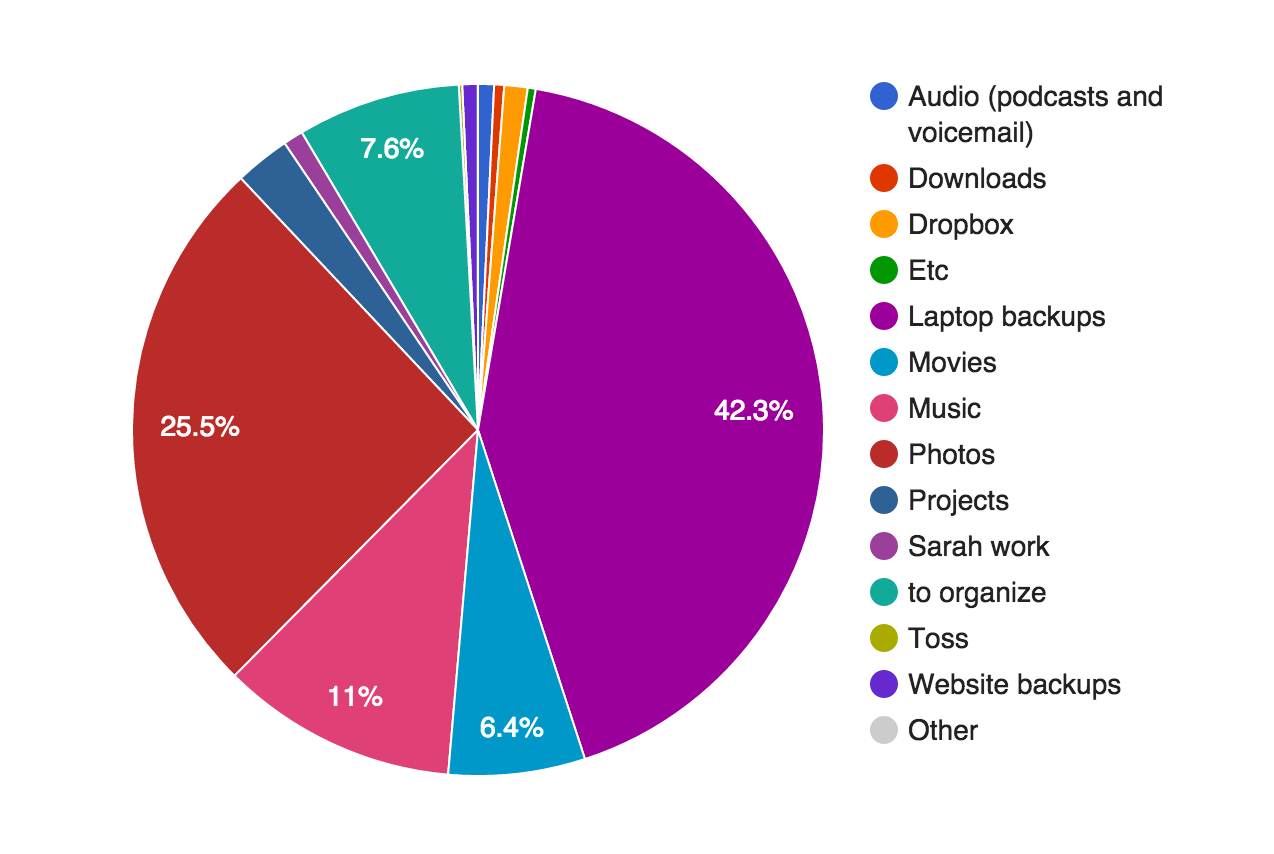 7.6%
42.3%
25.5%
11%
6.4%
Audio (podcasts and
voicemail)
Downloads
Dropbox
Etc
Laptop backups
Movies
Music
Photos
Projects
Sarah work
to organize
Toss
Website backups
Other